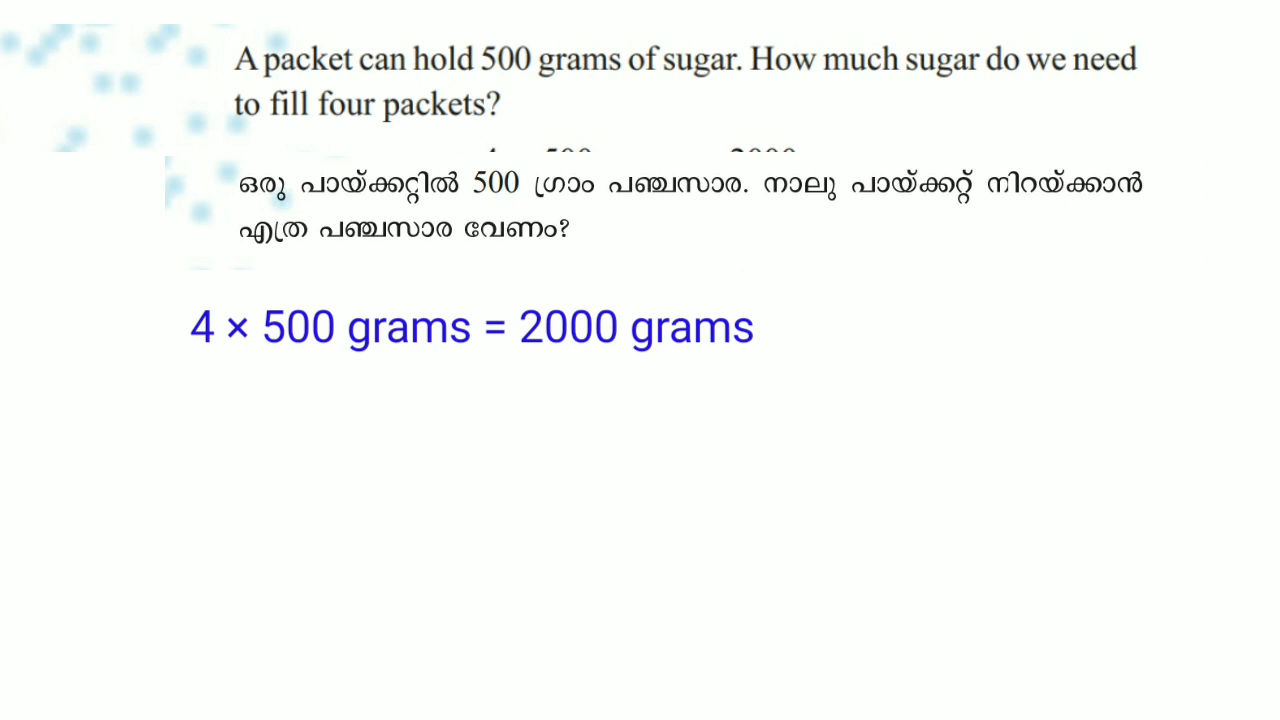 A packet can hold 500 grams of sugar. How much sugar do we need
to fill four packets?
ഒരു പായ്ക്കറ്റിൽ 500 ഗ്രാം പഞ്ചസാര. നാലു പായ്ക്കറ്റ് നിറയ്ക്കാൻ
എത്ര പഞ്ചസാര വേണം?
4 × 500 grams = 2000 grams